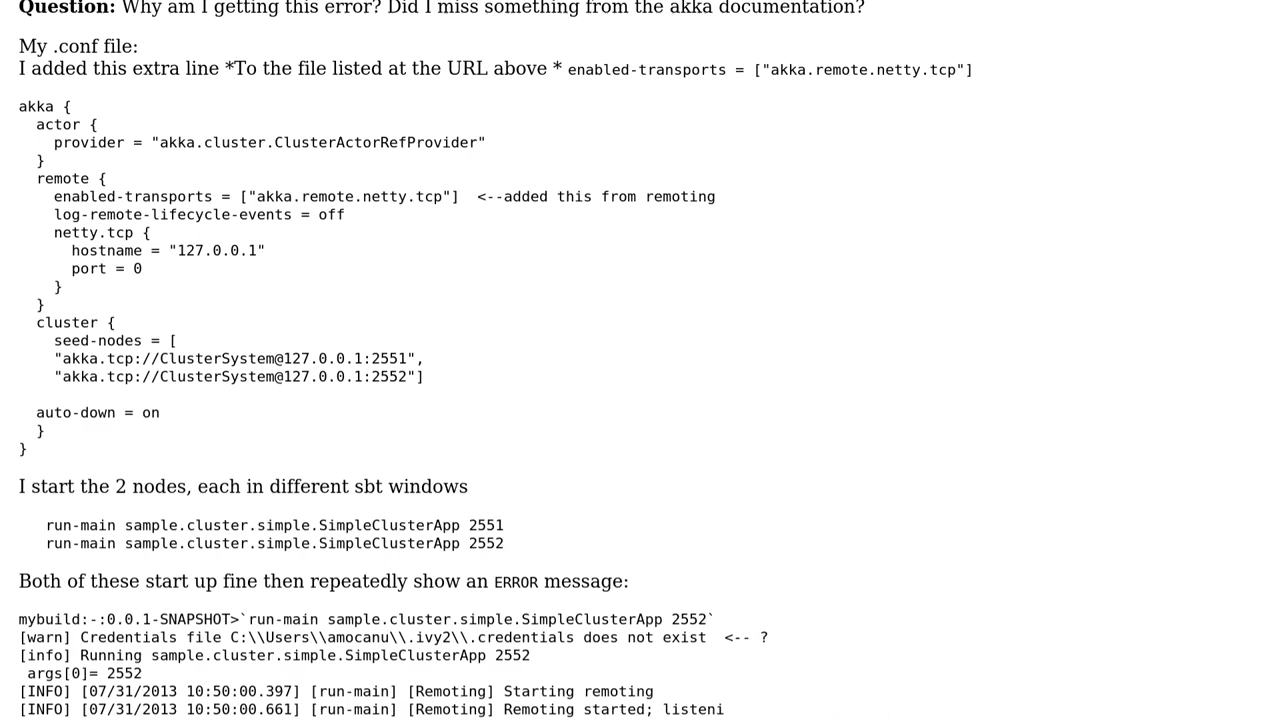 Question: Why am I getting this error? Did I miss something from the akka documentation?
My .conf file:
I added this extra line *To the file listed at the URL above * enabled-transports = ["akka.remote.netty.tcp"]
akka {
  actor {
    provider = "akka.cluster.ClusterActorRefProvider"
  }
  remote {
    enabled-transports = ["akka.remote.netty.tcp"]  <--added this from remoting
    log-remote-lifecycle-events = off
    netty.tcp {
      hostname = "127.0.0.1"
      port = 0
    }
  }
  cluster {
    seed-nodes = [
    "akka.tcp://ClusterSystem@127.0.0.1:2551",
    "akka.tcp://ClusterSystem@127.0.0.1:2552"]
  auto-down = on
  }
}
I start the 2 nodes, each in different sbt windows
   run-main sample.cluster.simple.SimpleClusterApp 2551
   run-main sample.cluster.simple.SimpleClusterApp 2552
Both of these start up fine then repeatedly show an ERROR message:
mybuild:-:0.0.1-SNAPSHOT>`run-main sample.cluster.simple.SimpleClusterApp 2552`
[warn] Credentials file C:\\Users\\amocanu\\.ivy2\\.credentials does not exist  <-- ?
[info] Running sample.cluster.simple.SimpleClusterApp 2552
 args[0]= 2552
[INFO] [07/31/2013 10:50:00.397] [run-main] [Remoting] Starting remoting
[INFO] [07/31/2013 10:50:00.661] [run-main] [Remoting] Remoting started; listeni